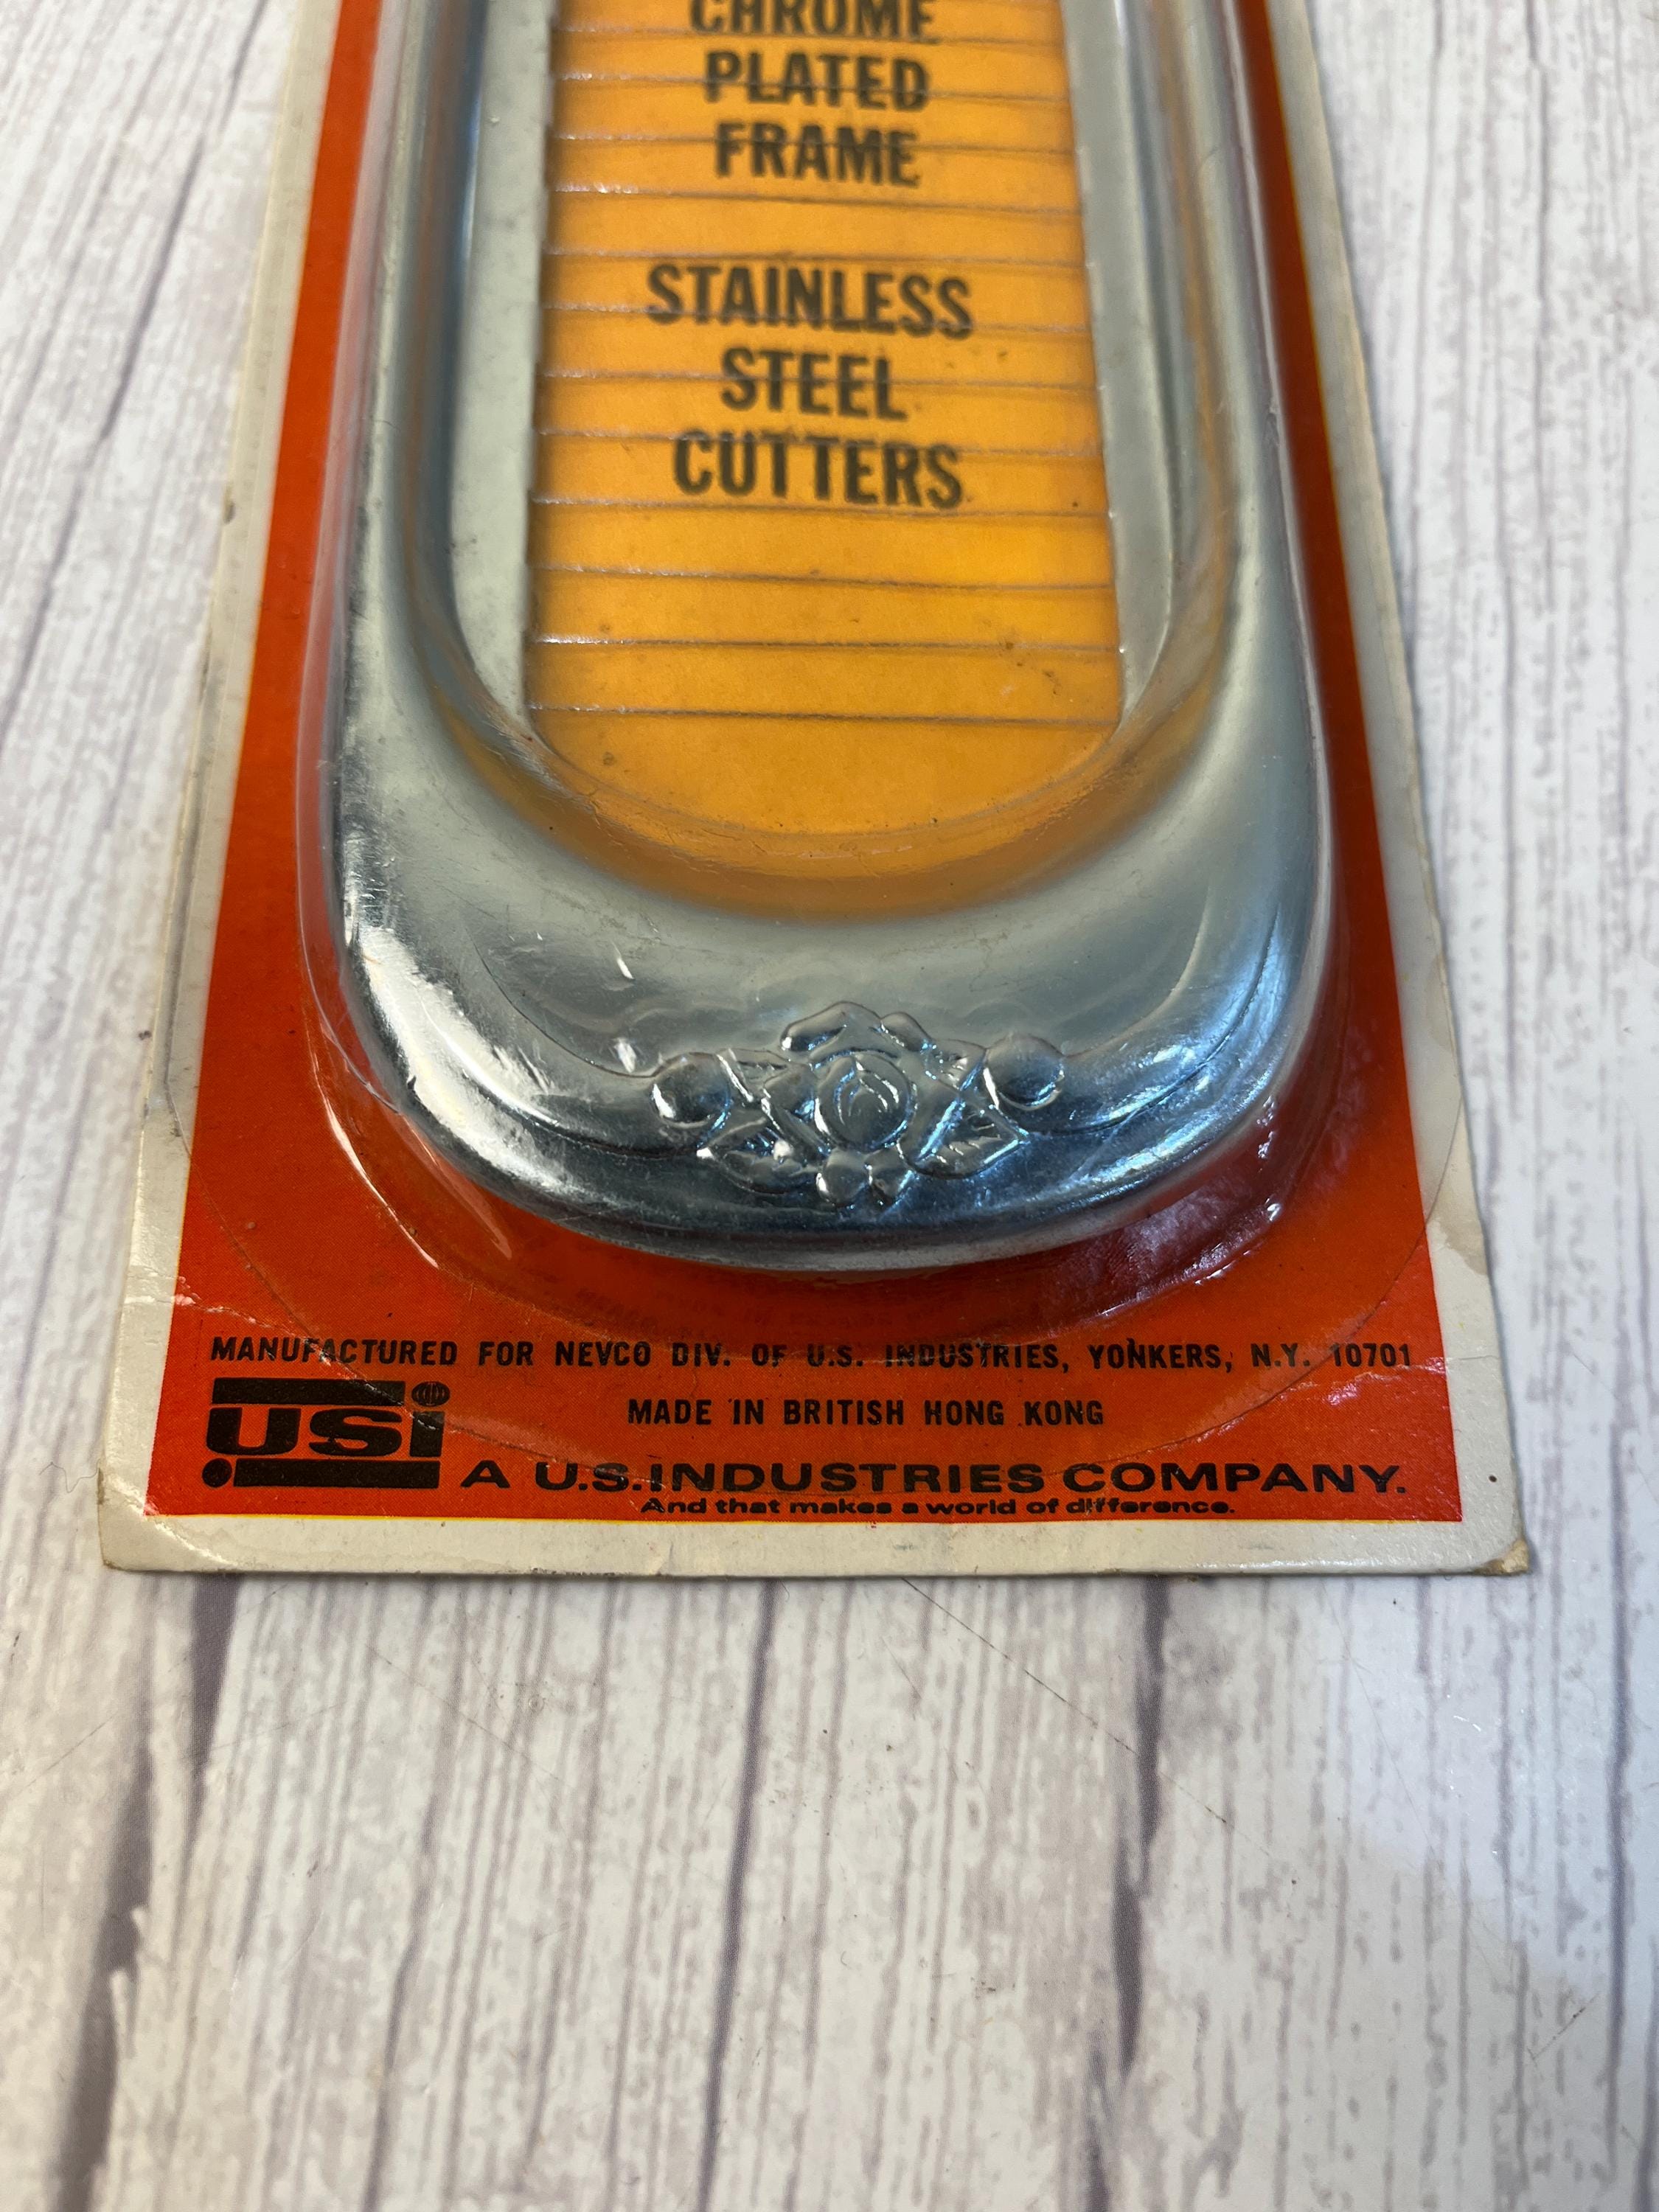 CHROME
PLATED
FRAME
STAINLESS
STEEL
CUTTERS
MANUFACTURED FOR NEVCO DIV. OF U.S. INDUSTRIES, YONKERS, N.Y. 10701
MADE IN BRITISH HONG KONG
USi
A U.S. INDUSTRIES COMPANY.
And that makes a world of difference.